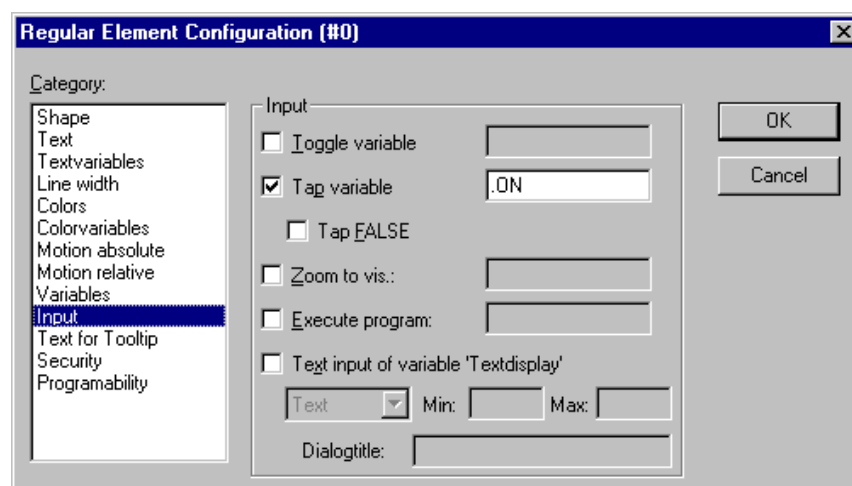 Regular Element Configuration (#0)
Category:
Shape
Text
Textvariables
Line width
Colors
Colorvariables
Motion absolute
Motion relative
Variables
Input
Text for Tooltip
Security
Programability
Input
Toggle variable
Tap variable .ON
Tap FALSE
Zoom to vis.:
Execute program:
Text input of variable 'Textdisplay'
Text Min: Max:
Dialogtitle:
OK
Cancel